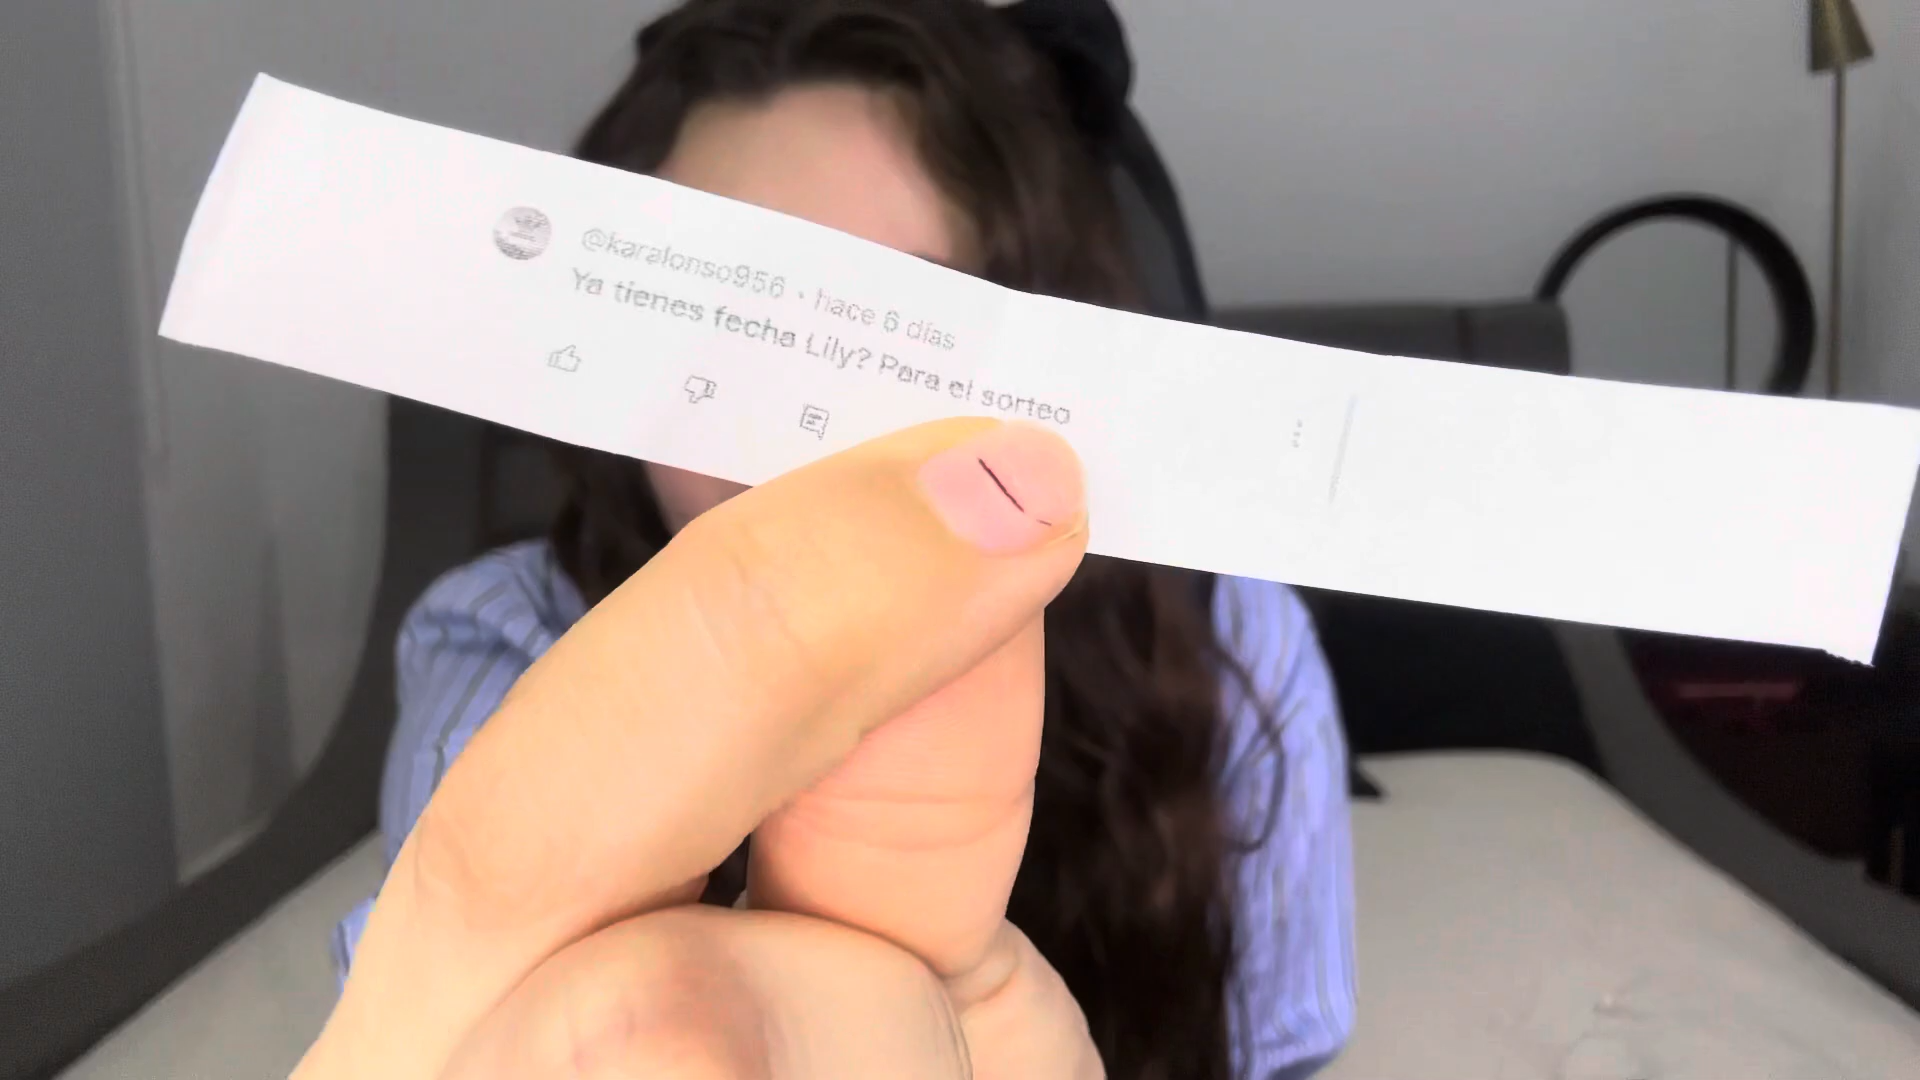 @karalonso956 · hace 6 días
Ya tienes fecha Lily? Para el sorteo